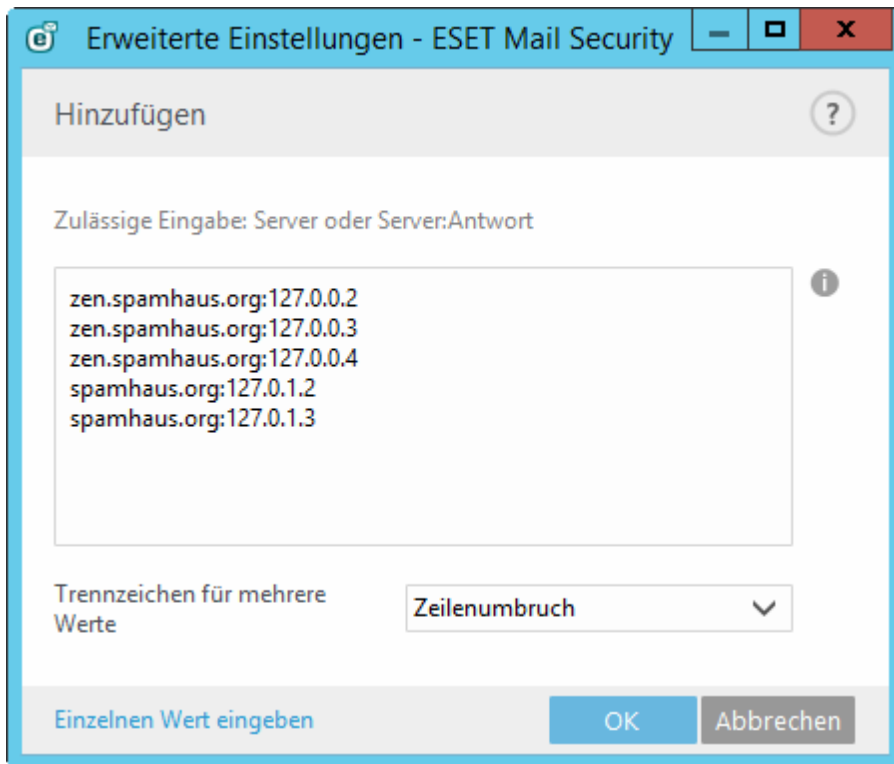 Erweiterte Einstellungen - ESET Mail Security
Hinzufügen
?
Zulässige Eingabe: Server oder Server:Antwort
zen.spamhaus.org:127.0.0.2
zen.spamhaus.org:127.0.0.3
zen.spamhaus.org:127.0.0.4
spamhaus.org:127.0.1.2
spamhaus.org:127.0.1.3
Trennzeichen für mehrere
Werte
Zeilenumbruch
Einzelnen Wert eingeben
OK
Abbrechen